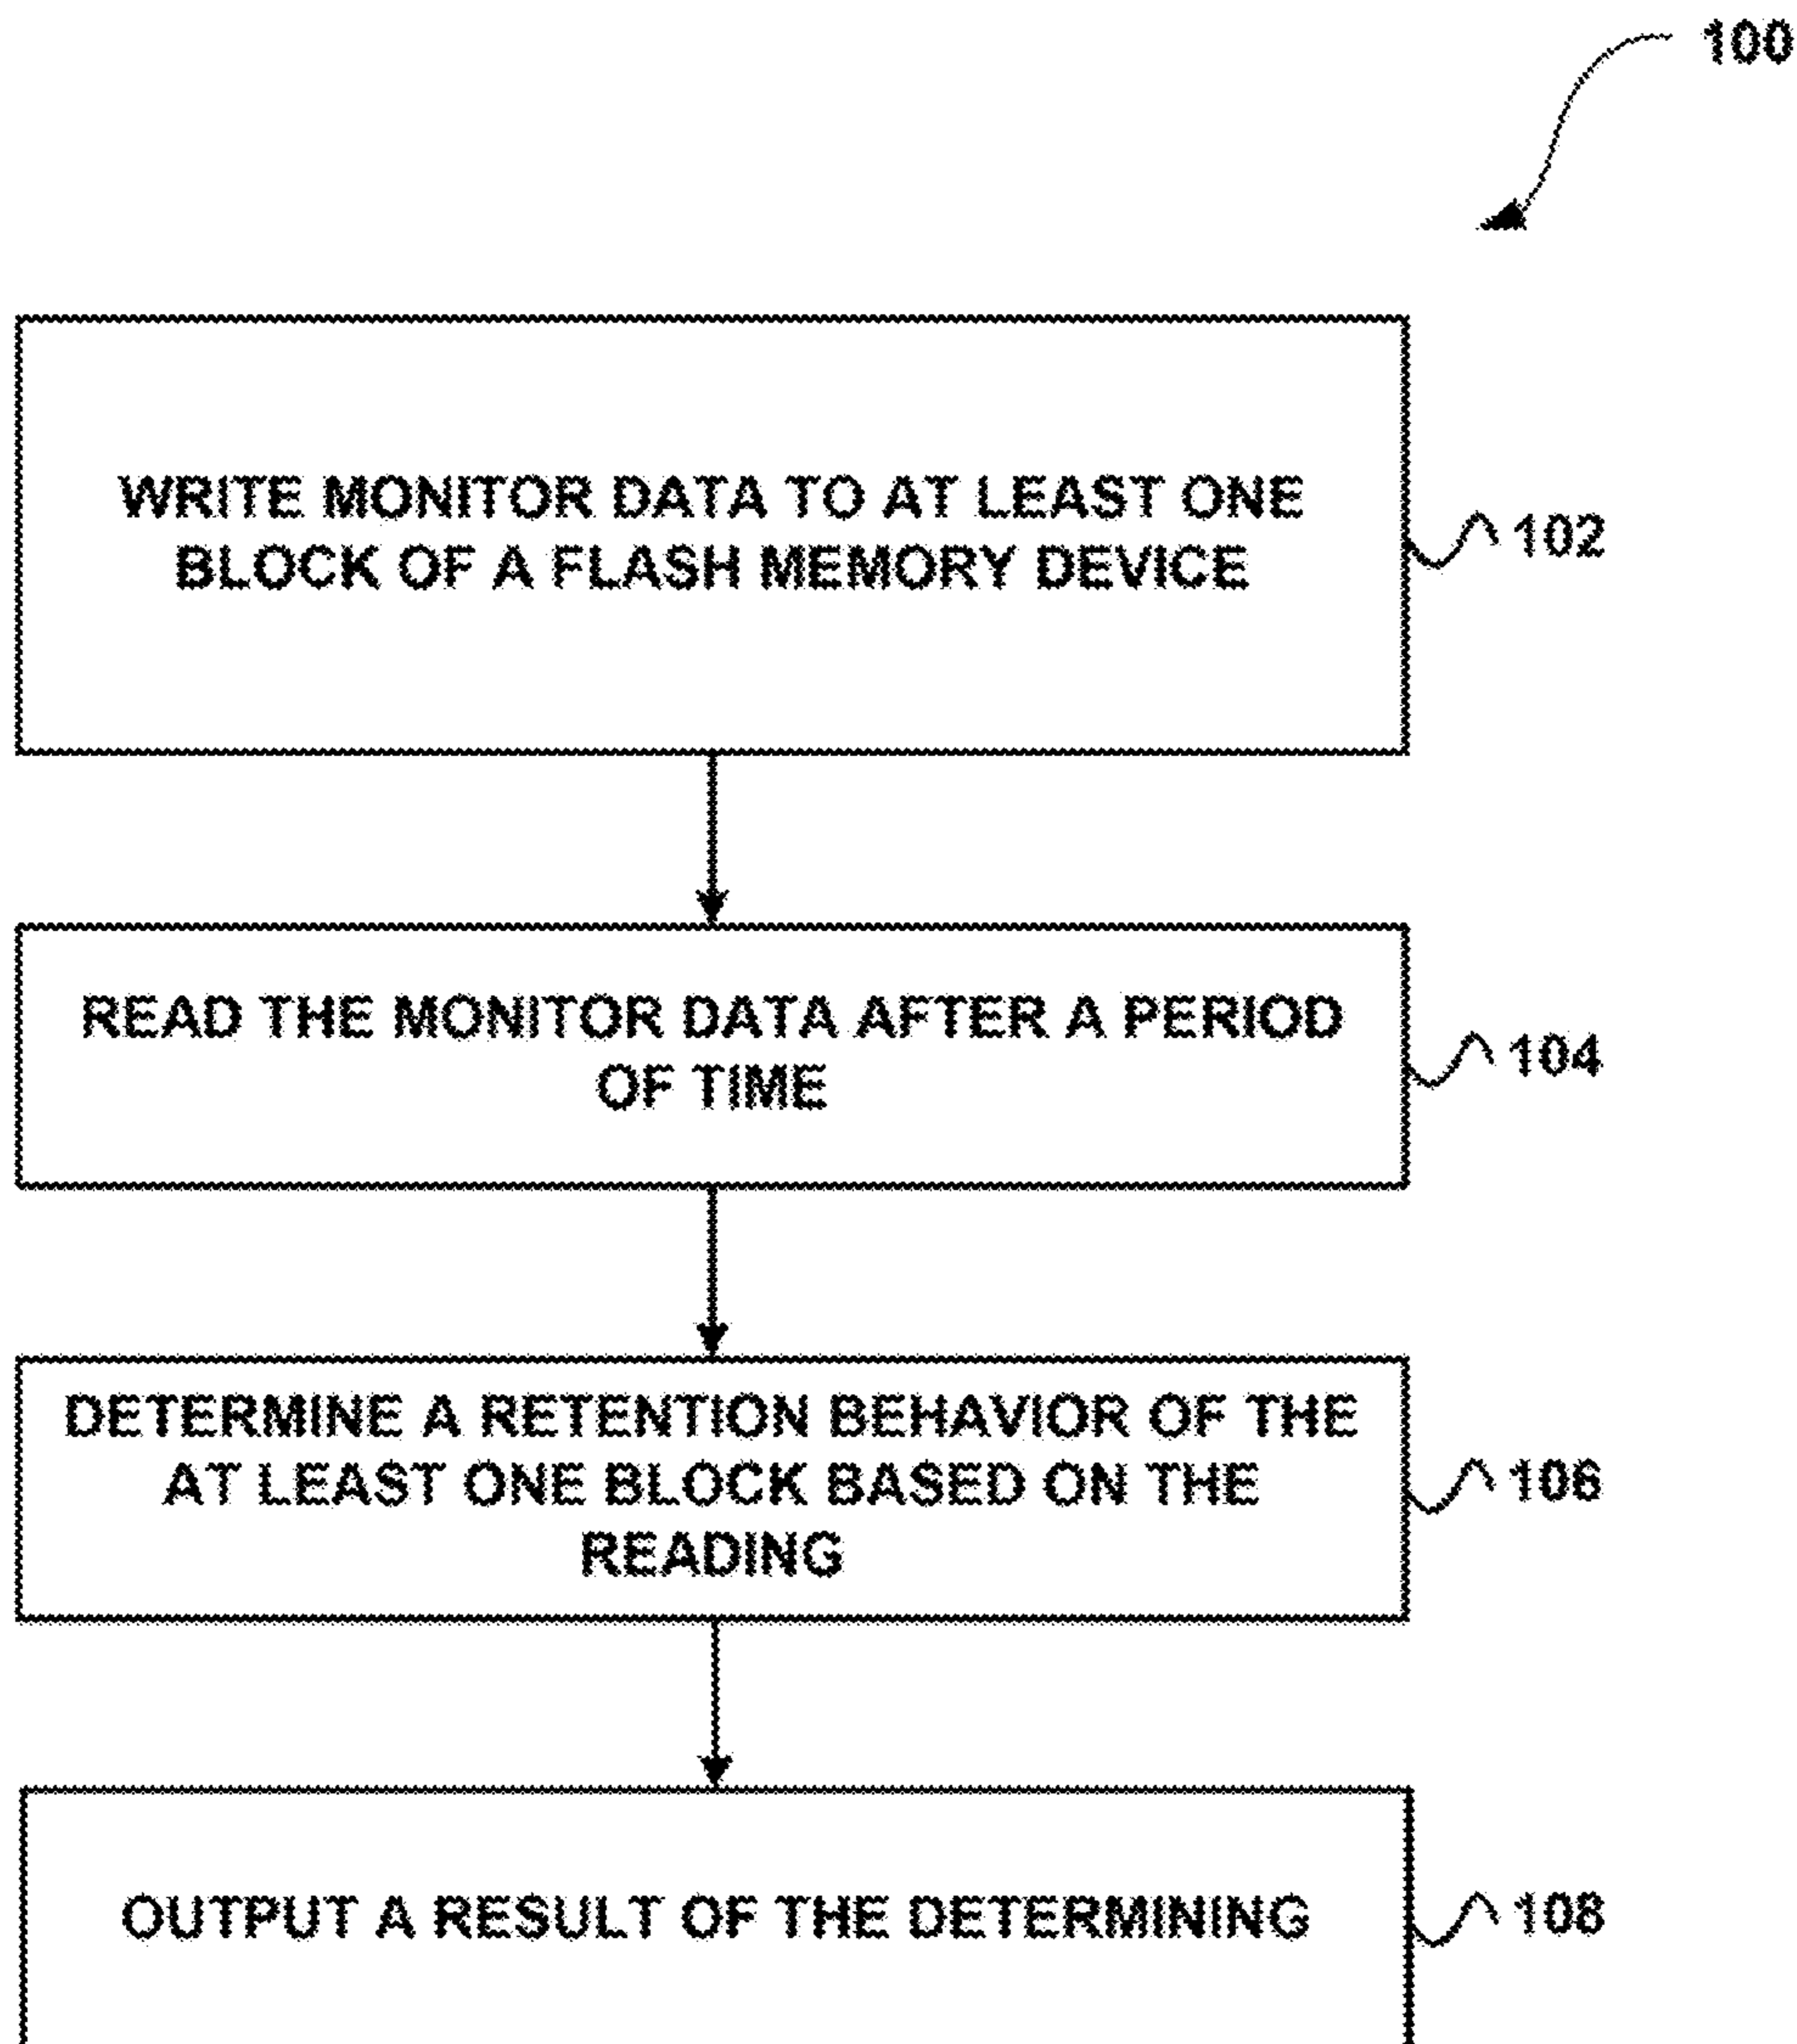 100
WRITE MONITOR DATA TO AT LEAST ONE
BLOCK OF A FLASH MEMORY DEVICE
102
READ THE MONITOR DATA AFTER A PERIOD
OF TIME
104
DETERMINE A RETENTION BEHAVIOR OF THE
AT LEAST ONE BLOCK BASED ON THE
READING
106
OUTPUT A RESULT OF THE DETERMINING
108